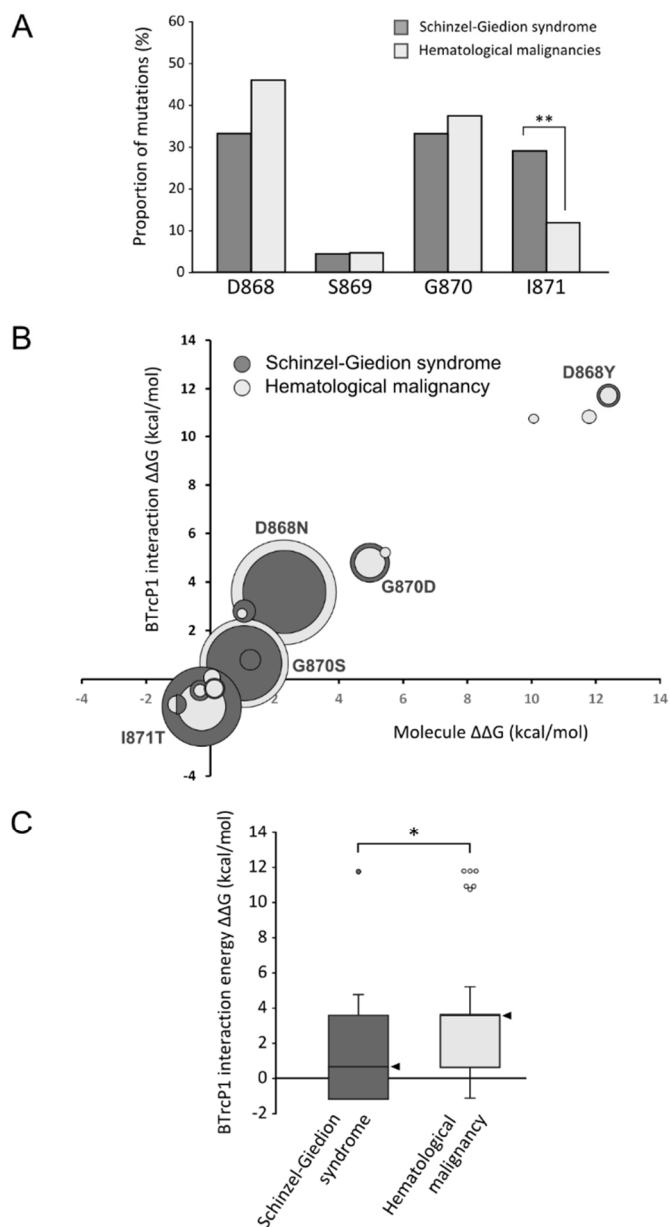 A
Schinzel-Giedion syndrome
Hematological malignancies
Proportion of mutations (%)
60
50
40
30
20
10
0
**
D868
S869
G870
I871
B
Schinzel-Giedion syndrome
Hematological malignancy
BTrcP1 interaction ΔΔG (kcal/mol)
14
12
10
8
6
4
2
-4
D868Y
D868N
G870D
G870S
I871T
-4
-2
2
4
6
8
10
12
14
Molecule ΔΔG (kcal/mol)
C
BTrcP1 interaction energy ΔΔG (kcal/mol)
14
12
10
8
6
4
2
0
-2
*
Schinzel-Giedion
syndrome
Hematological
malignancy